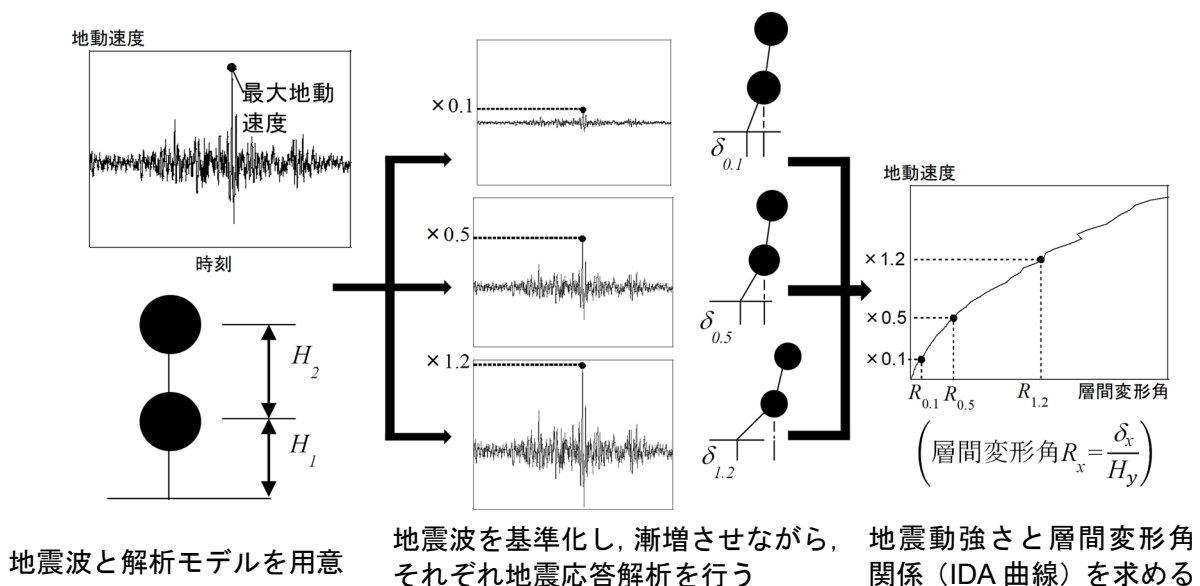 地動速度
最大地動
速度
時刻
H2
H1
地震波と解析モデルを用意
×0.1
δ0.1
×0.5
δ0.5
×1.2
δ1.2
地震波を基準化し, 漸増させながら,
それぞれ地震応答解析を行う
地動速度
×1.2
×0.5
×0.1
R0.1 R0.5 R1.2 層間変形角
(層間変形角Rx=δx/Hy)
地震動強さと層間変形角
関係（IDA 曲線）を求める